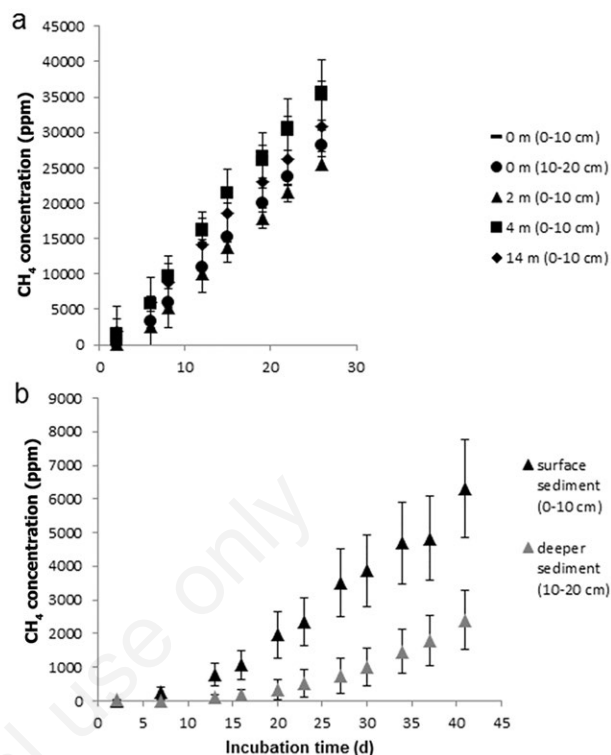 a
45000
40000
35000
30000
25000
20000
15000
10000
5000
0
CH₄ concentration (ppm)
0 10 20 30
0 m (0-10 cm)
0 m (10-20 cm)
2 m (0-10 cm)
4 m (0-10 cm)
14 m (0-10 cm)
b
9000
8000
7000
6000
5000
4000
3000
2000
1000
0
CH₄ concentration (ppm)
0 5 10 15 20 25 30 35 40 45
Incubation time (d)
surface
sediment
(0-10 cm)
deeper
sediment
(10-20 cm)
use only